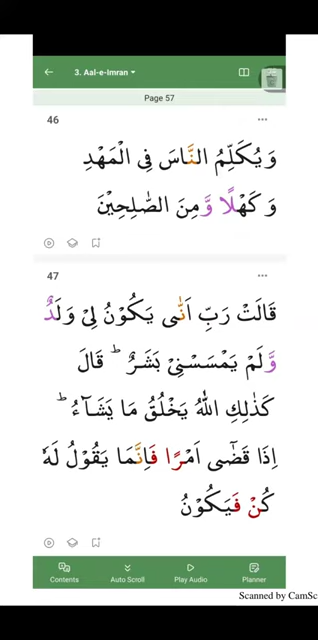 3. Aal-e-Imran
Page 57
46
وَ يُكَلِّمُ النَّاسَ فِی الْمَهْدِ
وَ كَهْلًا وَّ مِنَ الصّٰلِحِیْنَ
47
قَالَتْ رَبِّ اَنّٰی یَكُوْنُ لِیْ وَلَدٌ
وَّ لَمْ یَمْسَسْنِیْ بَشَرٌ ؕ قَالَ
كَذٰلِكِ اللّٰهُ یَخْلُقُ مَا یَشَآءُ ؕ
اِذَا قَضٰۤی اَمْرًا فَاِنَّمَا یَقُوْلُ لَهٗ
كُنْ فَیَكُوْنُ
Contents Auto Scroll Play Audio Planner
Scanned by CamSc